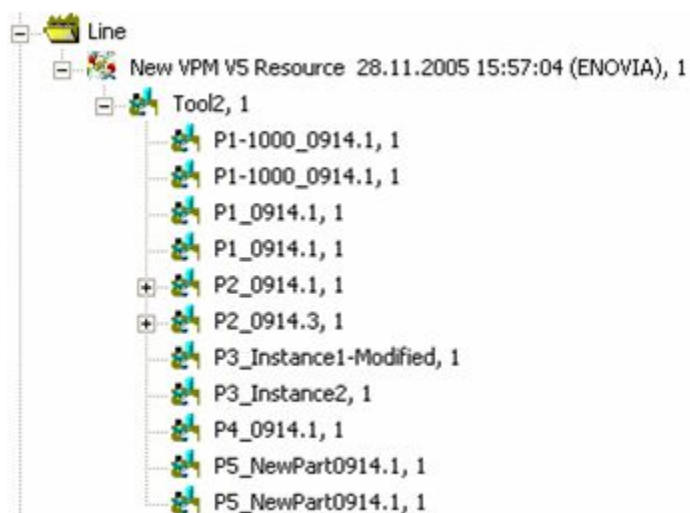 Line
New VPM V5 Resource 28.11.2005 15:57:04 (ENOVIA), 1
Tool2, 1
P1-1000_0914.1, 1
P1-1000_0914.1, 1
P1_0914.1, 1
P1_0914.1, 1
P2_0914.1, 1
P2_0914.3, 1
P3_Instance1-Modified, 1
P3_Instance2, 1
P4_0914.1, 1
P5_NewPart0914.1, 1
P5_NewPart0914.1, 1